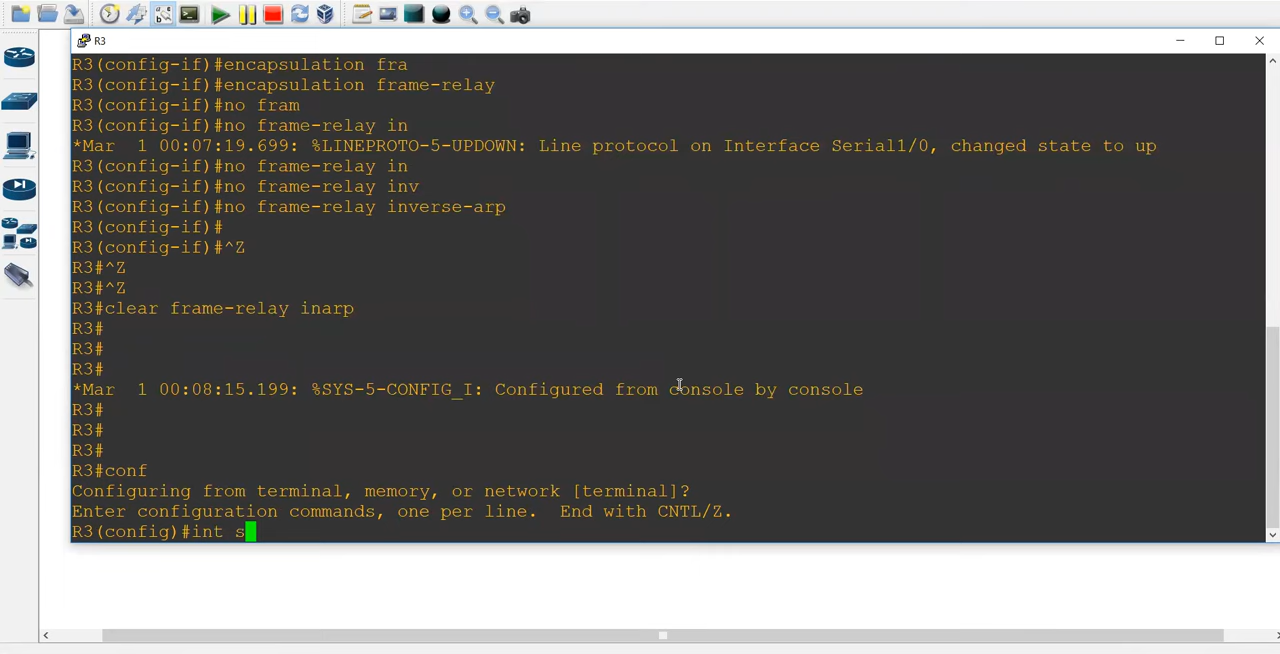 R3
R3(config-if)#encapsulation fra
R3(config-if)#encapsulation frame-relay
R3(config-if)#no fram
R3(config-if)#no frame-relay in
*Mar  1 00:07:19.699: %LINEPROTO-5-UPDOWN: Line protocol on Interface Serial1/0, changed state to up
R3(config-if)#no frame-relay in
R3(config-if)#no frame-relay inv
R3(config-if)#no frame-relay inverse-arp
R3(config-if)#
R3(config-if)#^Z
R3#^Z
R3#^Z
R3#clear frame-relay inarp
R3#
R3#
R3#
*Mar  1 00:08:15.199: %SYS-5-CONFIG_I: Configured from console by console
R3#
R3#
R3#
R3#conf
Configuring from terminal, memory, or network [terminal]?
Enter configuration commands, one per line.  End with CNTL/Z.
R3(config)#int s